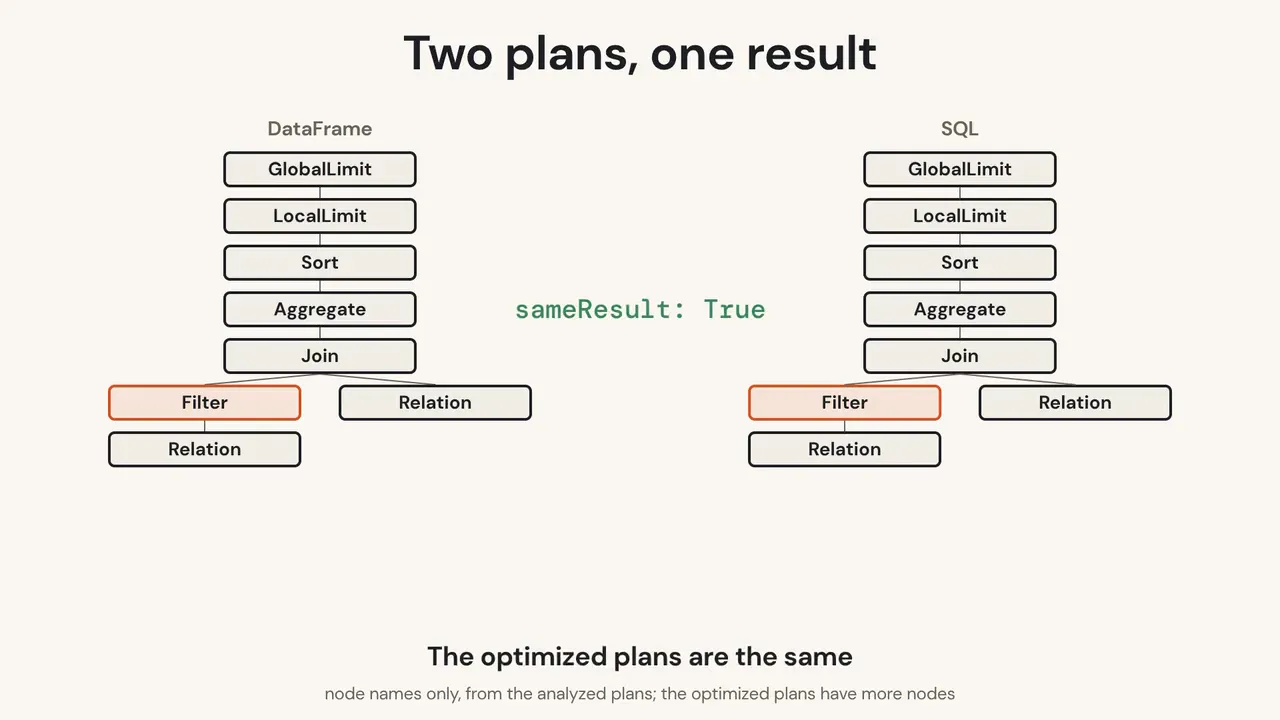 Two plans, one result
DataFrame
GlobalLimit
LocalLimit
Sort
Aggregate
Join
Filter
Relation
Relation
sameResult: True
SQL
GlobalLimit
LocalLimit
Sort
Aggregate
Join
Filter
Relation
Relation
The optimized plans are the same
node names only, from the analyzed plans; the optimized plans have more nodes